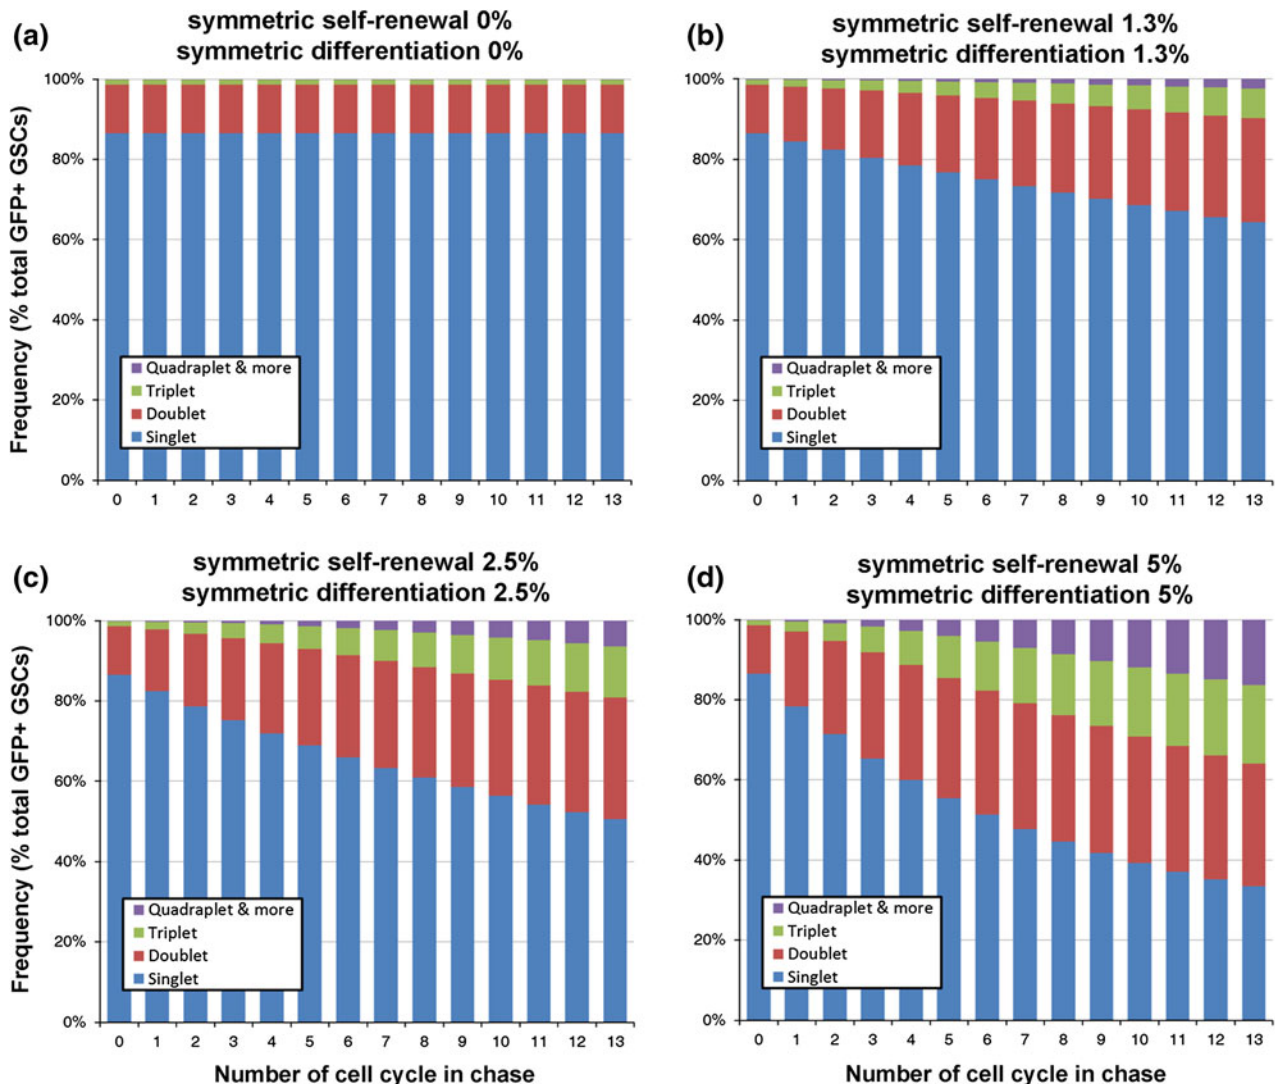 (a)
symmetric self-renewal 0%
symmetric differentiation 0%
Frequency (% total GFP+ GSCs)
100%
80%
60%
40%
20%
0%
Quadraplet & more
Triplet
Doublet
Singlet
0 1 2 3 4 5 6 7 8 9 10 11 12 13
(b)
symmetric self-renewal 1.3%
symmetric differentiation 1.3%
100%
80%
60%
40%
20%
0%
Quadraplet & more
Triplet
Doublet
Singlet
0 1 2 3 4 5 6 7 8 9 10 11 12 13
(c)
symmetric self-renewal 2.5%
symmetric differentiation 2.5%
Frequency (% total GFP+ GSCs)
100%
80%
60%
40%
20%
0%
Quadraplet & more
Triplet
Doublet
Singlet
0 1 2 3 4 5 6 7 8 9 10 11 12 13
Number of cell cycle in chase
(d)
symmetric self-renewal 5%
symmetric differentiation 5%
100%
80%
60%
40%
20%
0%
Quadraplet & more
Triplet
Doublet
Singlet
0 1 2 3 4 5 6 7 8 9 10 11 12 13
Number of cell cycle in chase